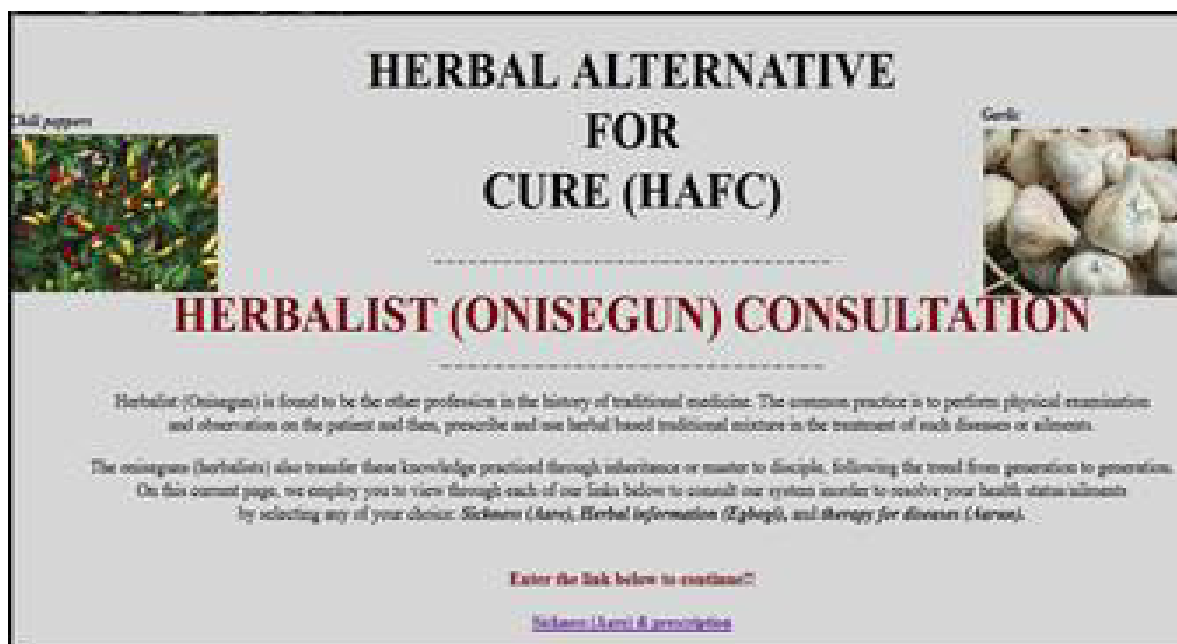 HERBAL ALTERNATIVE
FOR
CURE (HAFC)
Chili peppers
Garlic
HERBALIST (ONISEGUN) CONSULTATION
Herbalist (Onisegun) is found to be the other profession in the history of traditional medicine. The common practice is to perform physical examination
and observation on the patient and then, prescribe and use herbal based traditional mixture in the treatment of such diseases or ailments.
The oniseguns (herbalists) also transfer these knowledge practiced through inheritance or master to disciple, following the trend from generation to generation.
On this current page, we employ you to view through each of our links below to consult our system inorder to resolve your health status/ailments
by selecting any of your choice: Sickness (Aare), Herbal information (Egbogi), and therapy for diseases (Aarun).
Enter the link below to continue!!
Sickness (Aare) & prescription